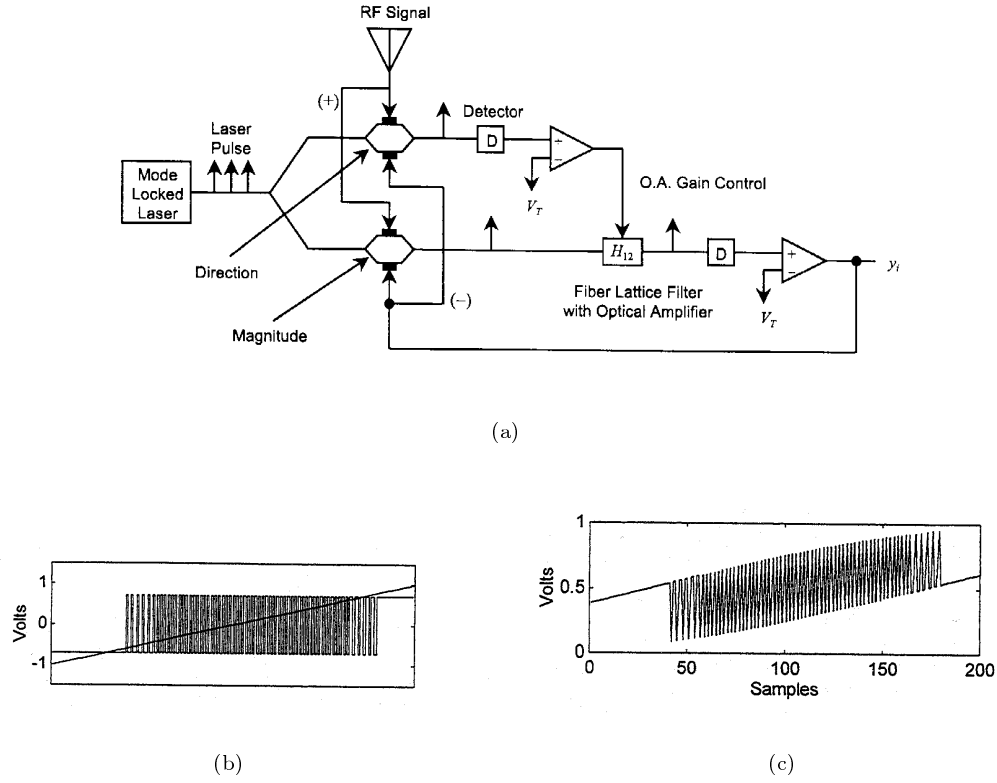 RF Signal
(+)
Detector
Laser
Pulse
D
+
−
Mode
Locked
Laser
V_T
O.A. Gain Control
H_12
D
+
−
y_i
Direction
Magnitude
(−)
Fiber Lattice Filter
with Optical Amplifier
V_T
(a)
1
0
-1
Volts
1
0.5
0
Volts
0
50
100
150
200
Samples
(b)
(c)